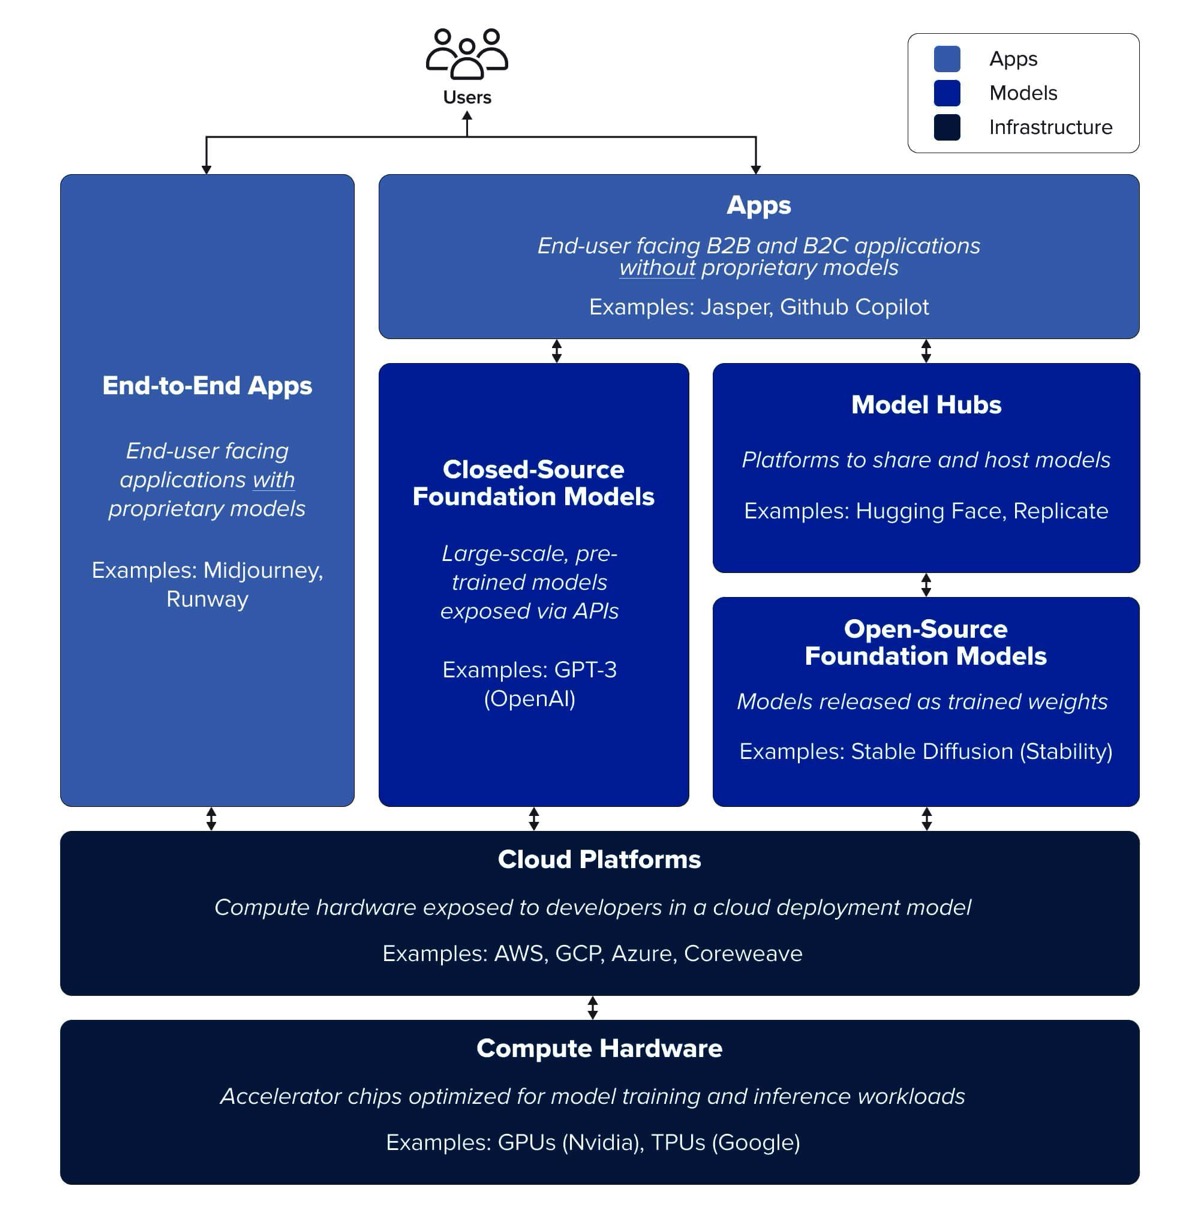 Users
Apps
Models
Infrastructure
Apps
End-user facing B2B and B2C applications
without proprietary models
Examples: Jasper, Github Copilot
End-to-End Apps
End-user facing
applications with
proprietary models
Examples: Midjourney,
Runway
Closed-Source
Foundation Models
Large-scale, pre-
trained models
exposed via APIs
Examples: GPT-3
(OpenAI)
Model Hubs
Platforms to share and host models
Examples: Hugging Face, Replicate
Open-Source
Foundation Models
Models released as trained weights
Examples: Stable Diffusion (Stability)
Cloud Platforms
Compute hardware exposed to developers in a cloud deployment model
Examples: AWS, GCP, Azure, Coreweave
Compute Hardware
Accelerator chips optimized for model training and inference workloads
Examples: GPUs (Nvidia), TPUs (Google)